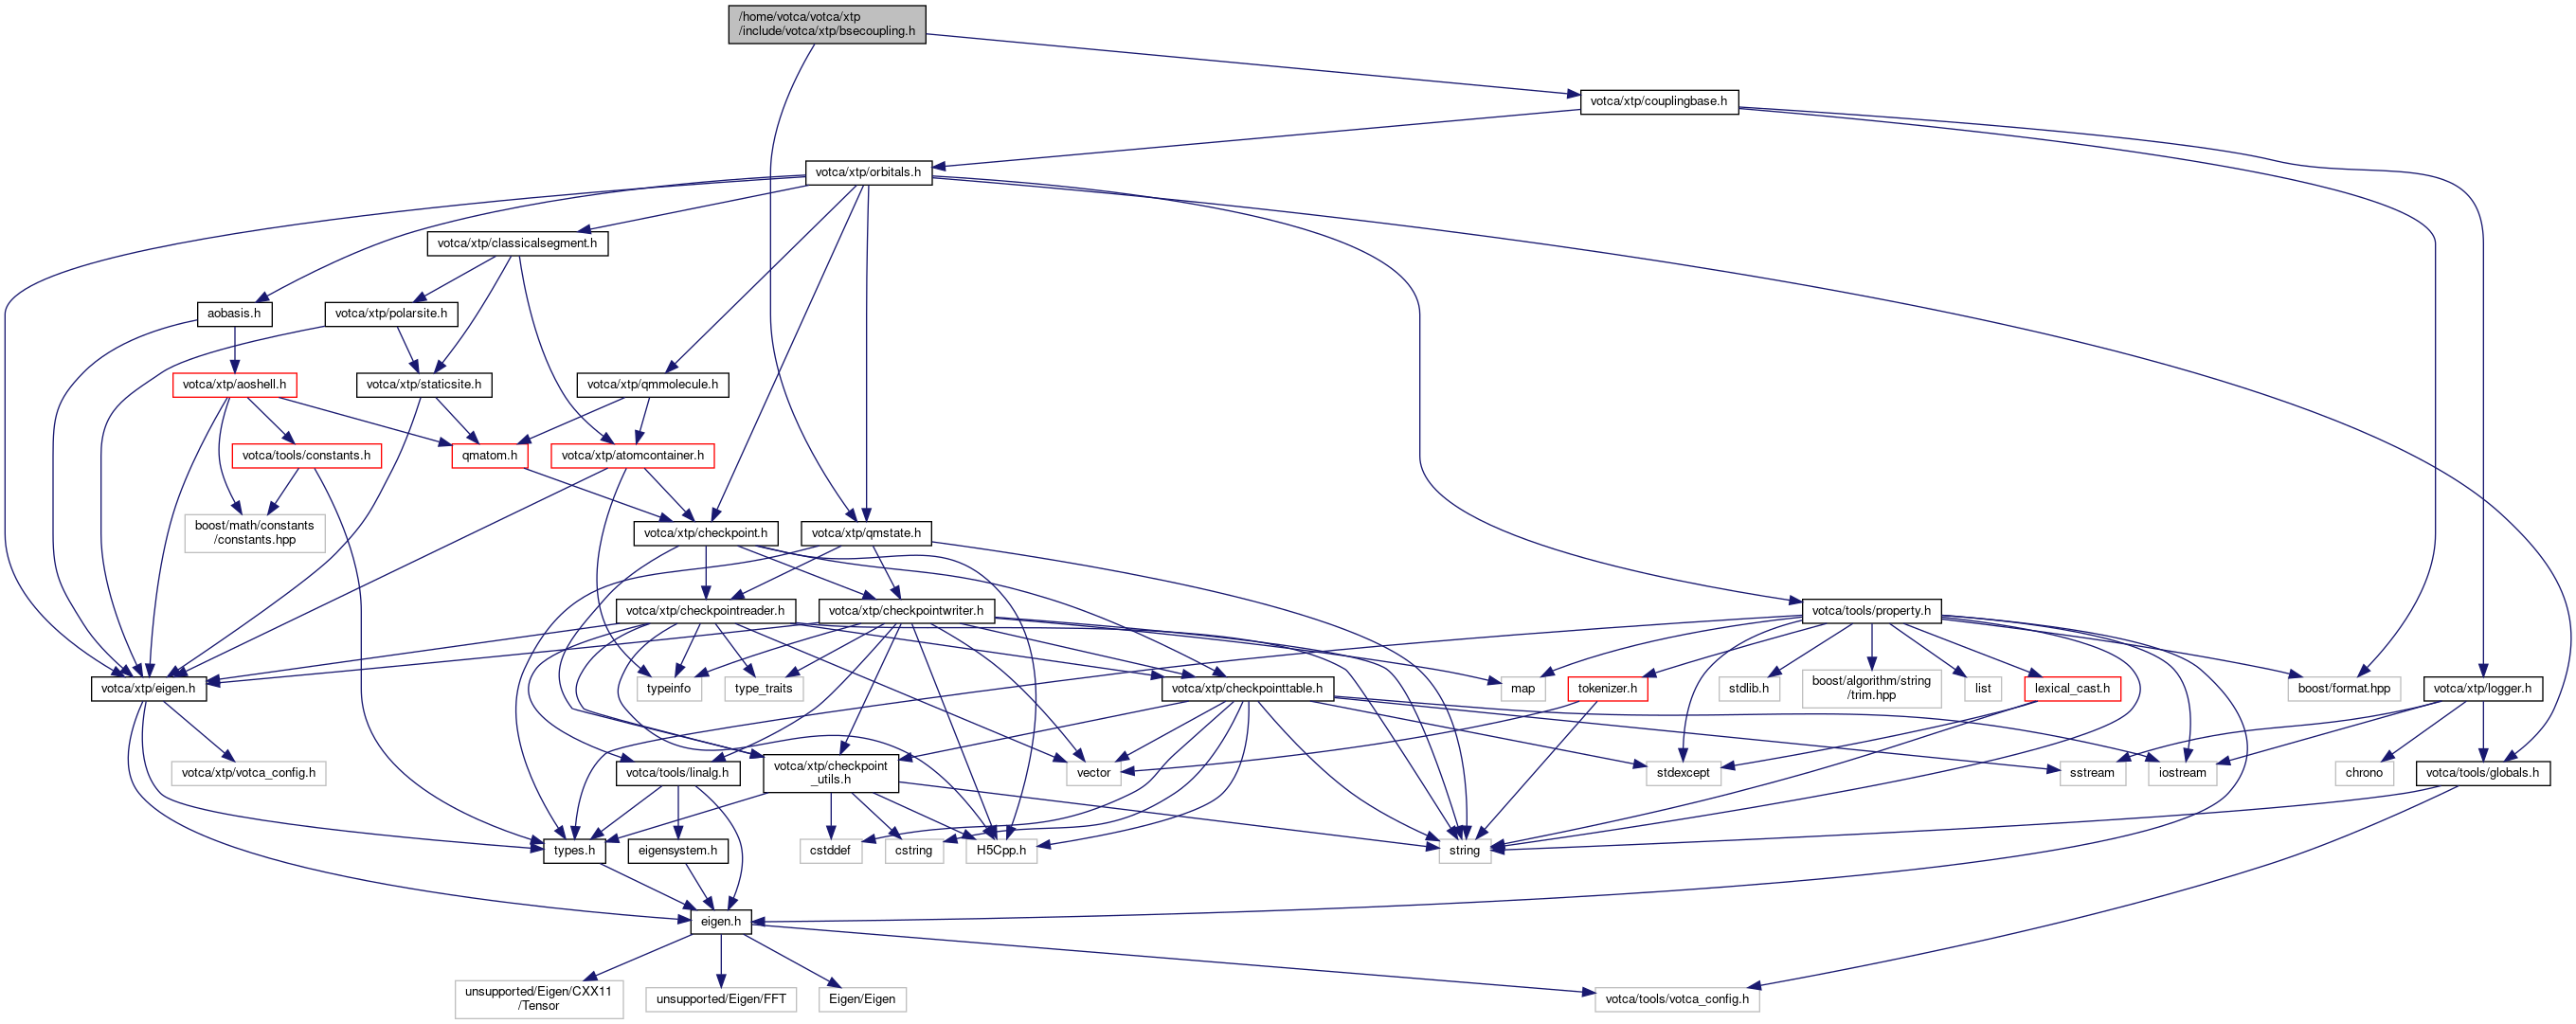 /home/votca/votca/xtp
/include/votca/xtp/bsecoupling.h
votca/xtp/couplingbase.h
votca/xtp/orbitals.h
votca/xtp/classicalsegment.h
aobasis.h
votca/xtp/polarsite.h
votca/xtp/aoshell.h
votca/xtp/staticsite.h
votca/xtp/qmmolecule.h
votca/tools/constants.h
qmatom.h
votca/xtp/atomcontainer.h
boost/math/constants
/constants.hpp
votca/xtp/checkpoint.h
votca/xtp/qmstate.h
votca/xtp/checkpointreader.h
votca/xtp/checkpointwriter.h
votca/tools/property.h
votca/xtp/eigen.h
typeinfo
type_traits
votca/xtp/checkpointtable.h
map
tokenizer.h
stdlib.h
boost/algorithm/string
/trim.hpp
list
lexical_cast.h
boost/format.hpp
votca/xtp/logger.h
votca/xtp/votca_config.h
votca/tools/linalg.h
votca/xtp/checkpoint
_utils.h
vector
stdexcept
sstream
iostream
chrono
votca/tools/globals.h
types.h
eigensystem.h
cstddef
cstring
H5Cpp.h
string
eigen.h
unsupported/Eigen/CXX11
/Tensor
unsupported/Eigen/FFT
Eigen/Eigen
votca/tools/votca_config.h